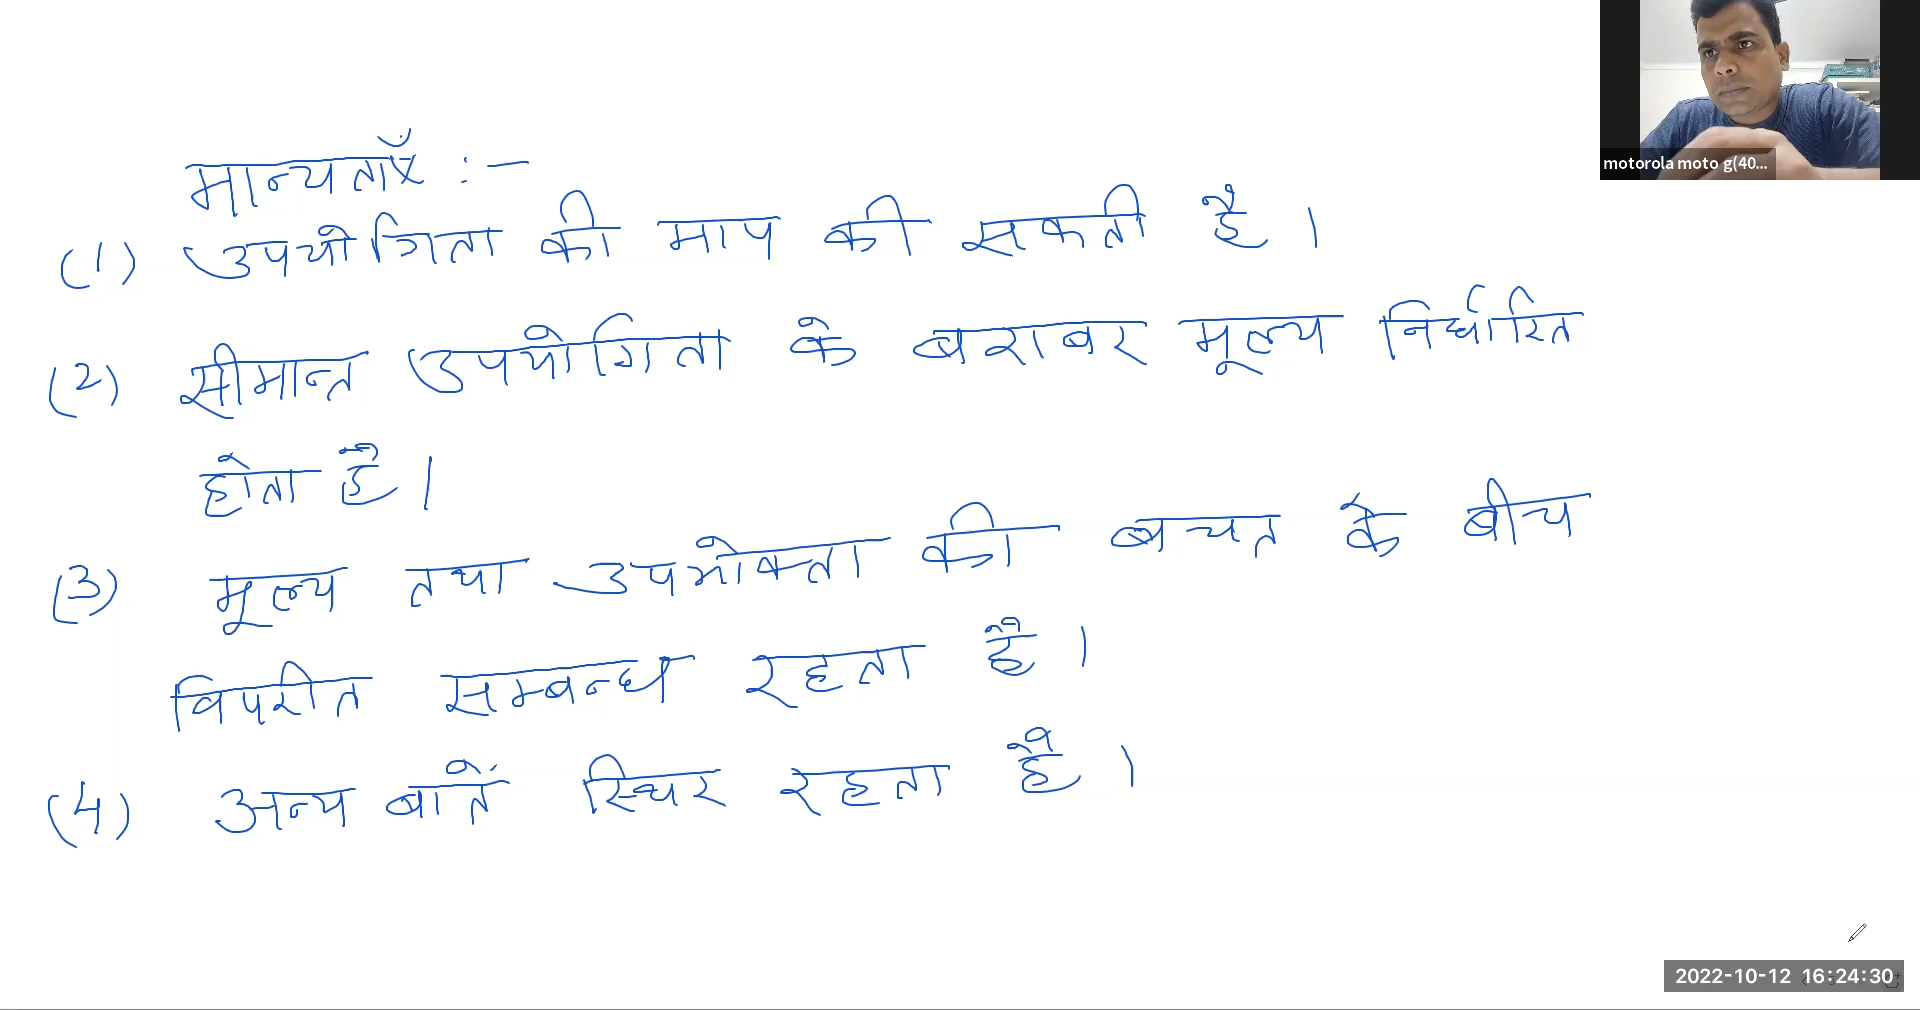 मान्यताएँ :-
(1) उपयोगिता की माप की सकती है ।
(2) सीमान्त उपयोगिता के बराबर मूल्य निर्धारित
होता है ।
(3) मूल्य तथा उपभोक्ता की बचत के बीच
विपरीत सम्बन्ध रहता है ।
(4) अन्य बातें स्थिर रहता है ।
motorola moto g(40...
2022-10-12 16:24:30